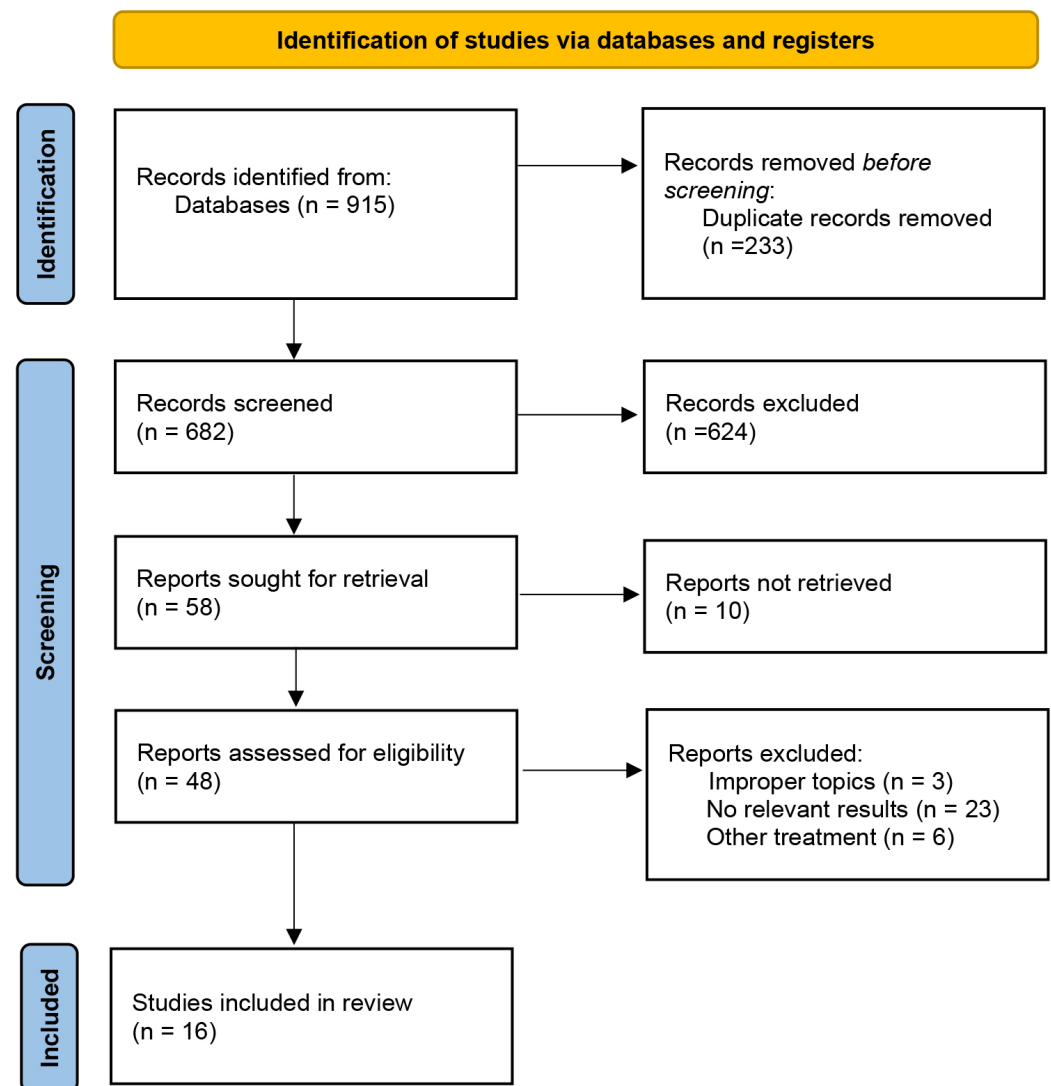 Identification of studies via databases and registers
Identification
Records identified from:
Databases (n = 915)
Records removed before
screening:
Duplicate records removed
(n =233)
Screening
Records screened
(n = 682)
Records excluded
(n =624)
Reports sought for retrieval
(n = 58)
Reports not retrieved
(n = 10)
Reports assessed for eligibility
(n = 48)
Reports excluded:
Improper topics (n = 3)
No relevant results (n = 23)
Other treatment (n = 6)
Included
Studies included in review
(n = 16)